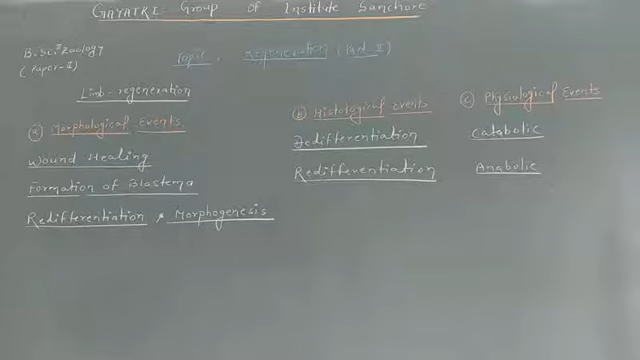 GAYATRI Group of Institute Sanchore
B.Sc. II Zoology
(Paper-II)
Topic. Regeneration (Part II)
Limb-regeneration
(a) Morphological Events
Wound Healing
Formation of Blastema
Redifferentiation & Morphogenesis
(b) Histological Events
Dedifferentiation
Redifferentiation
(c) Physiological Events
Catabolic
Anabolic